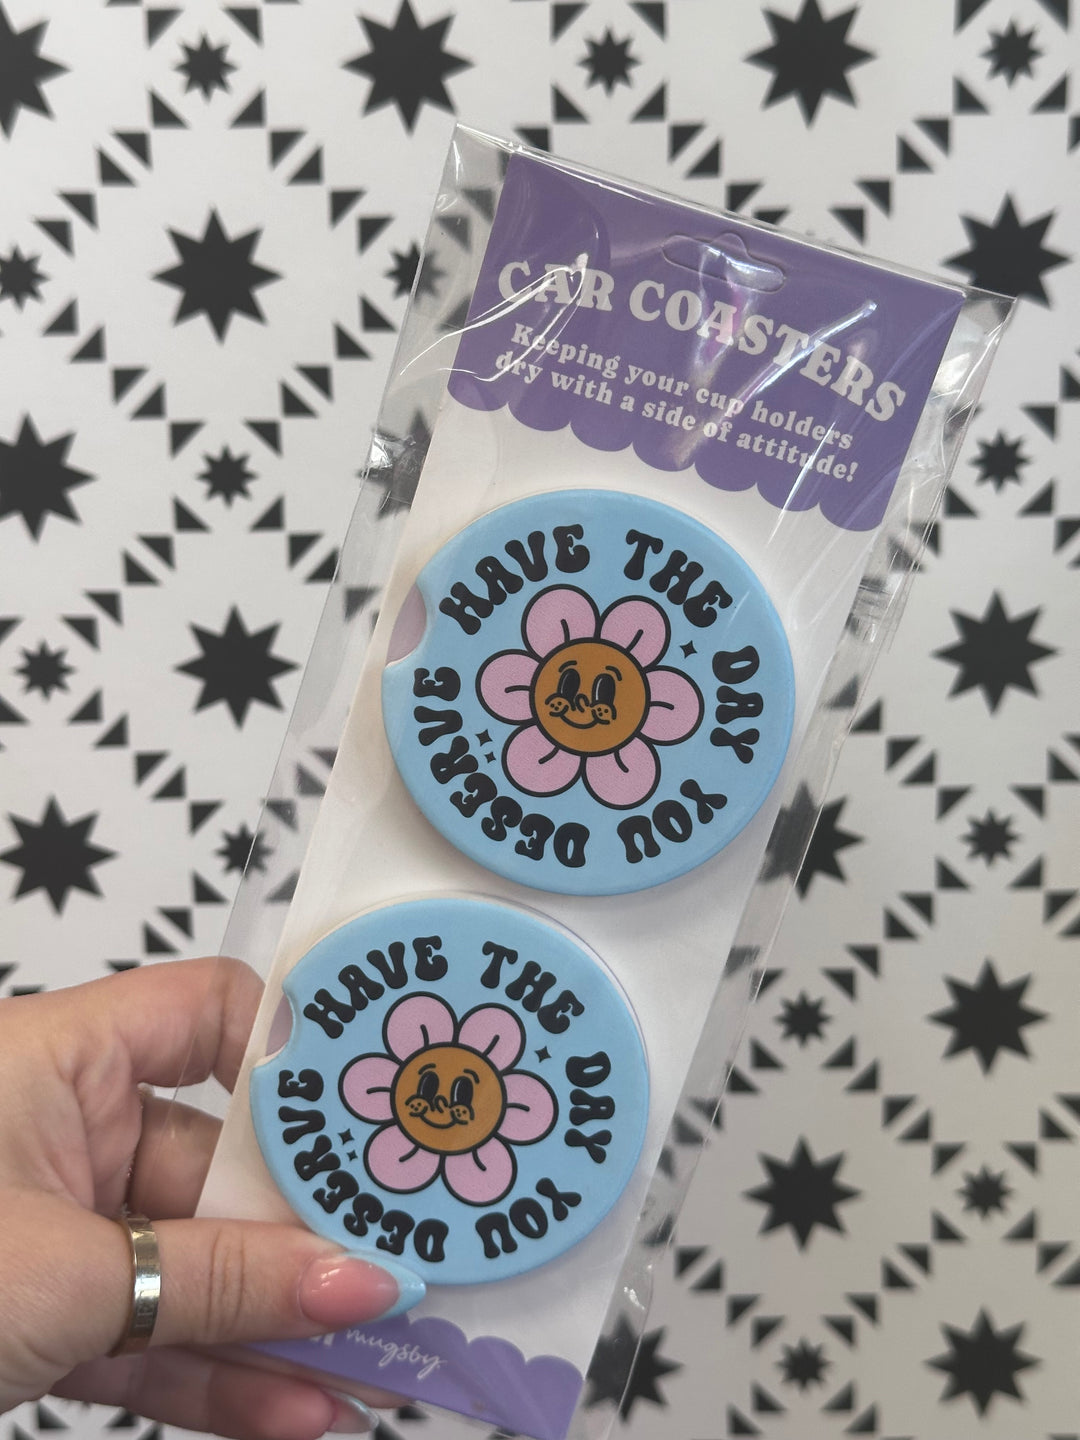 CAR COASTERS
Keeping your cup holders
dry with a side of attitude!
HAVE THE DAY YOU DESERVE
HAVE THE DAY YOU DESERVE
mugsby